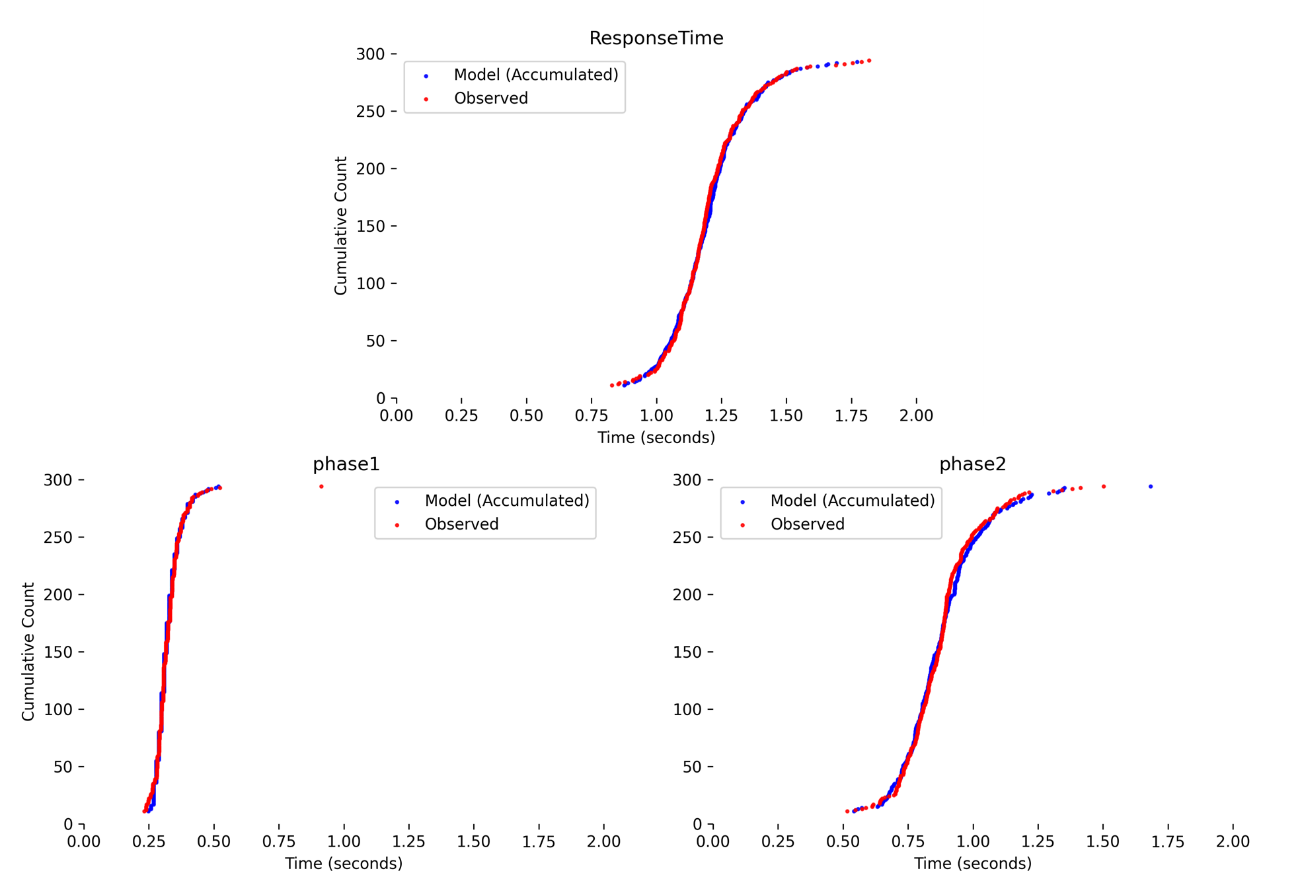 ResponseTime
Model (Accumulated)
Observed
Cumulative Count
300
250
200
150
100
50
0
0.00 0.25 0.50 0.75 1.00 1.25 1.50 1.75 2.00
Time (seconds)
phase1
Model (Accumulated)
Observed
Cumulative Count
300
250
200
150
100
50
0
0.00 0.25 0.50 0.75 1.00 1.25 1.50 1.75 2.00
Time (seconds)
phase2
Model (Accumulated)
Observed
300
250
200
150
100
50
0
0.00 0.25 0.50 0.75 1.00 1.25 1.50 1.75 2.00
Time (seconds)